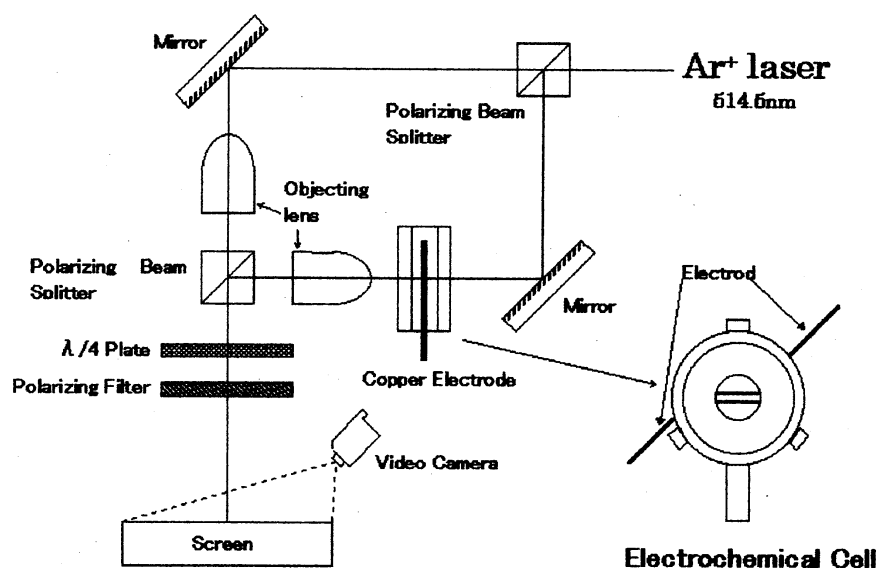 Mirror
Ar⁺ laser
514.5nm
Polarizing Beam
Splitter
Objecting
lens
Polarizing Beam
Splitter
Electrod
Mirror
λ/4 Plate
Copper Electrode
Polarizing Filter
Video Camera
Screen
Electrochemical Cell